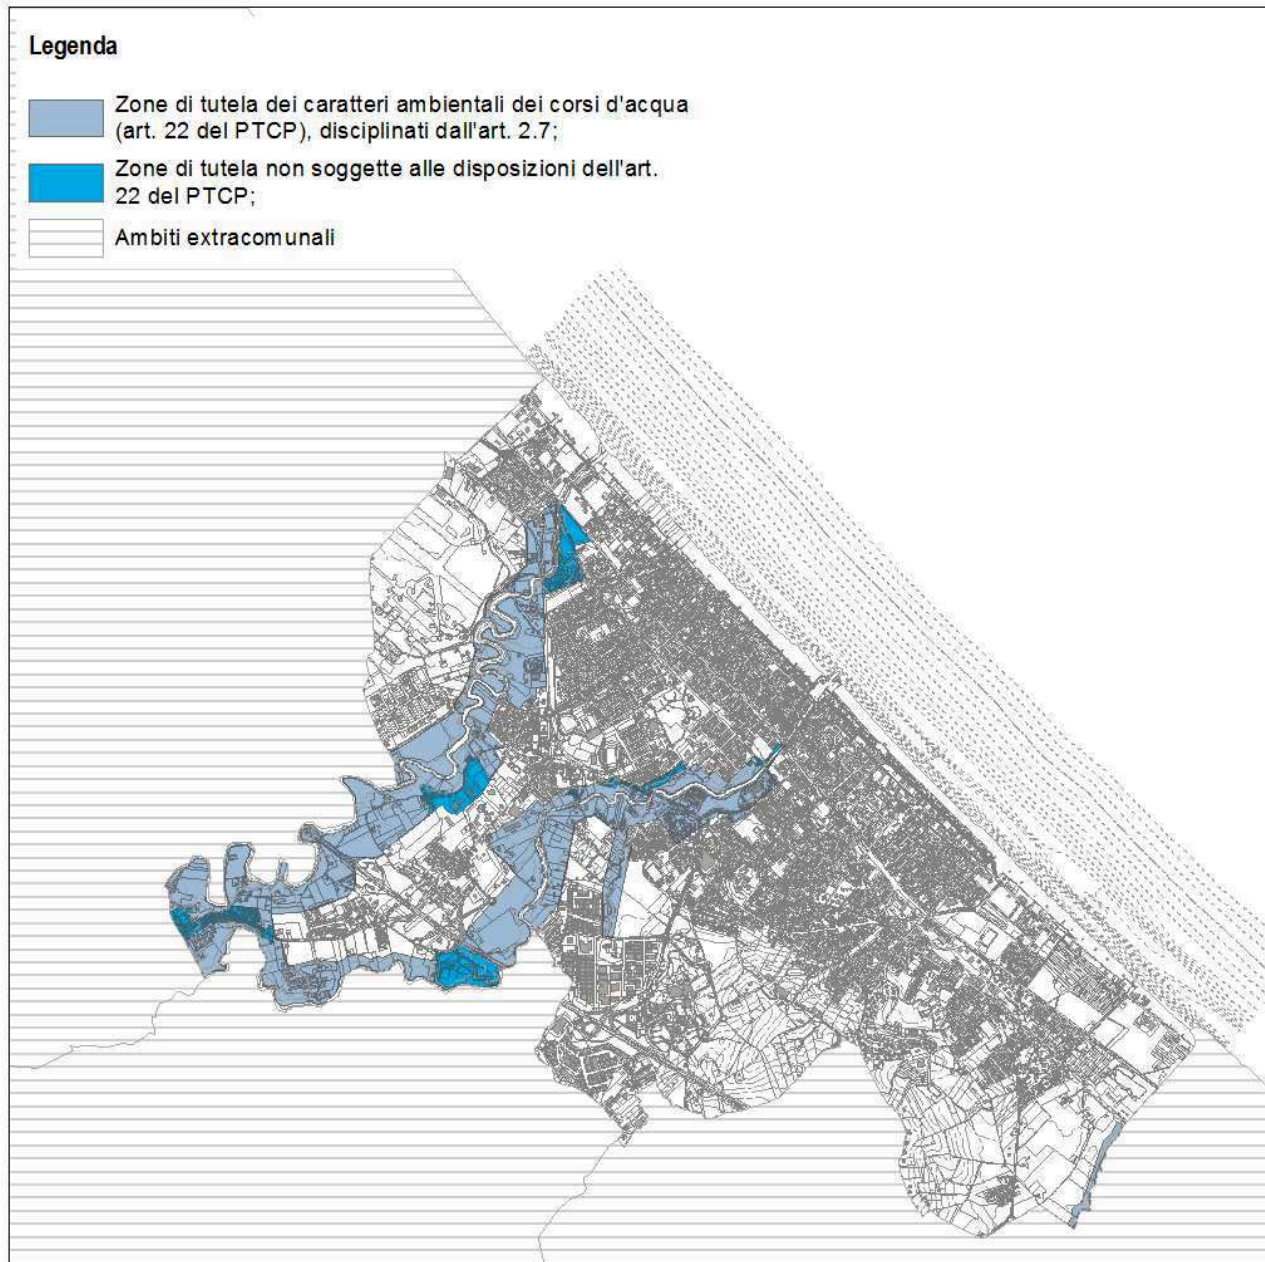 Legenda
Zone di tutela dei caratteri ambientali dei corsi d'acqua
(art. 22 del PTCP), disciplinati dall'art. 2.7;
Zone di tutela non soggette alle disposizioni dell'art.
22 del PTCP;
Ambiti extracomunali